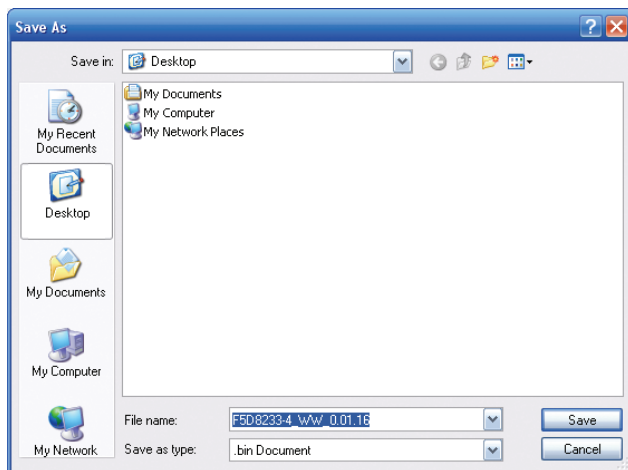 Save As
Save in:
Desktop
My Recent
Documents
Desktop
My Documents
My Computer
My Network
My Documents
My Computer
My Network Places
File name:
F5D8233-4_WW_0.01.16
Save
Save as type:
.bin Document
Cancel